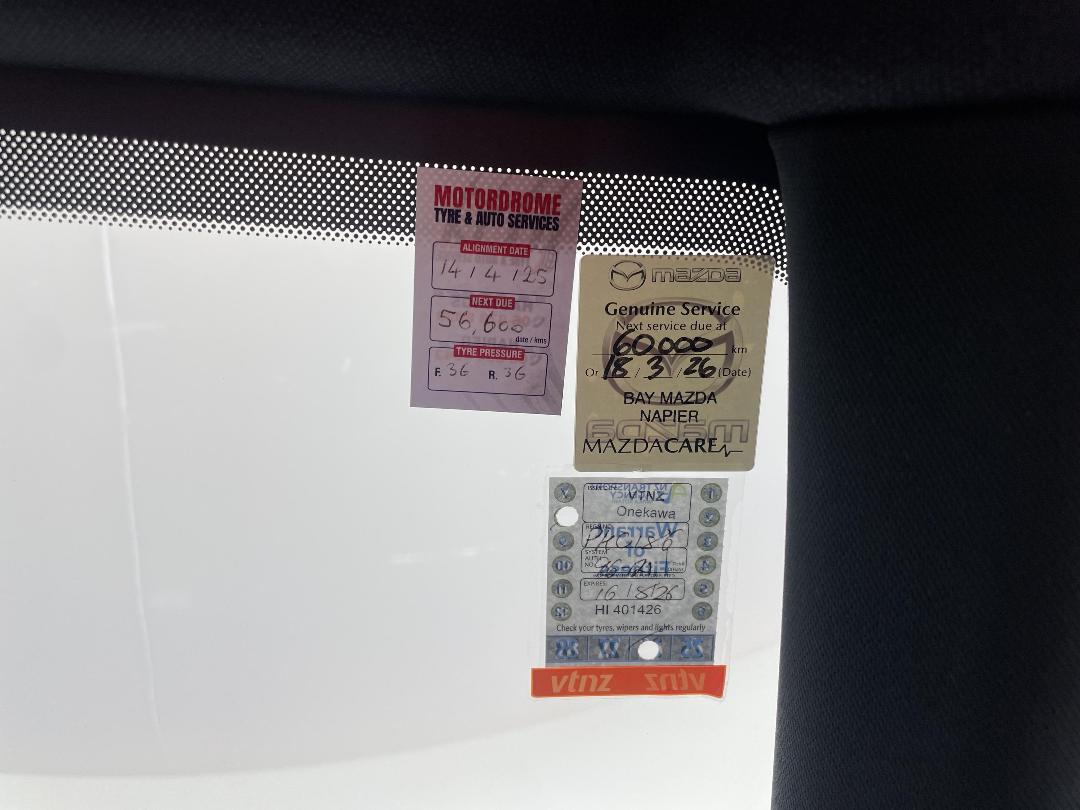 MOTORDROME
TYRE & AUTO SERVICES
ALIGNMENT DATE
14 / 4 / 25
NEXT DUE
56,600
date / kms
TYRE PRESSURE
F. 36 R. 36
mazda
Genuine Service
Next service due at
60.000 km
Or 18 / 3 / 26 (Date)
BAY MAZDA
NAPIER
MAZDACARE
VTNZ
Onekawa
EXPIRES:
16 / 8 / 26
HI 401426
Check your tyres, wipers and lights regularly
vtnz vtnz